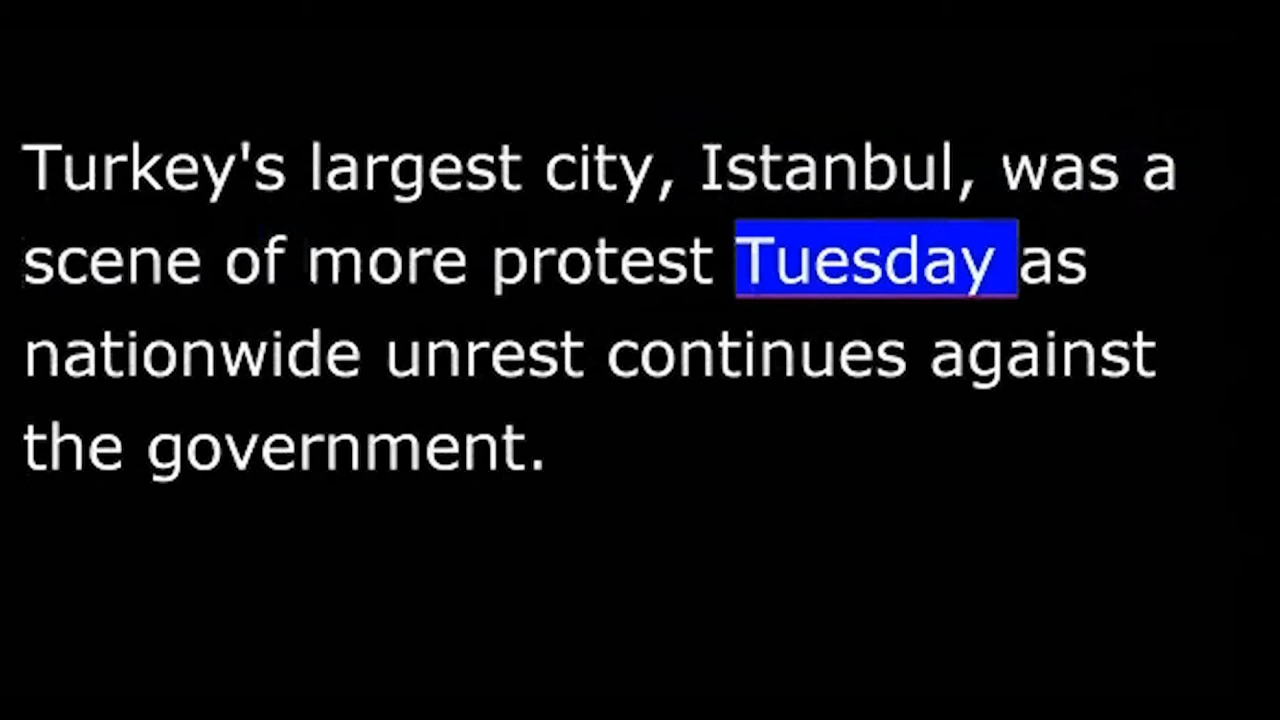 Turkey's largest city, Istanbul, was a
scene of more protest Tuesday as
nationwide unrest continues against
the government.